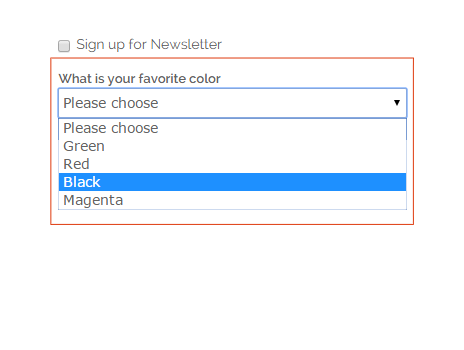 Sign up for Newsletter
What is your favorite color
Please choose
Please choose
Green
Red
Black
Magenta